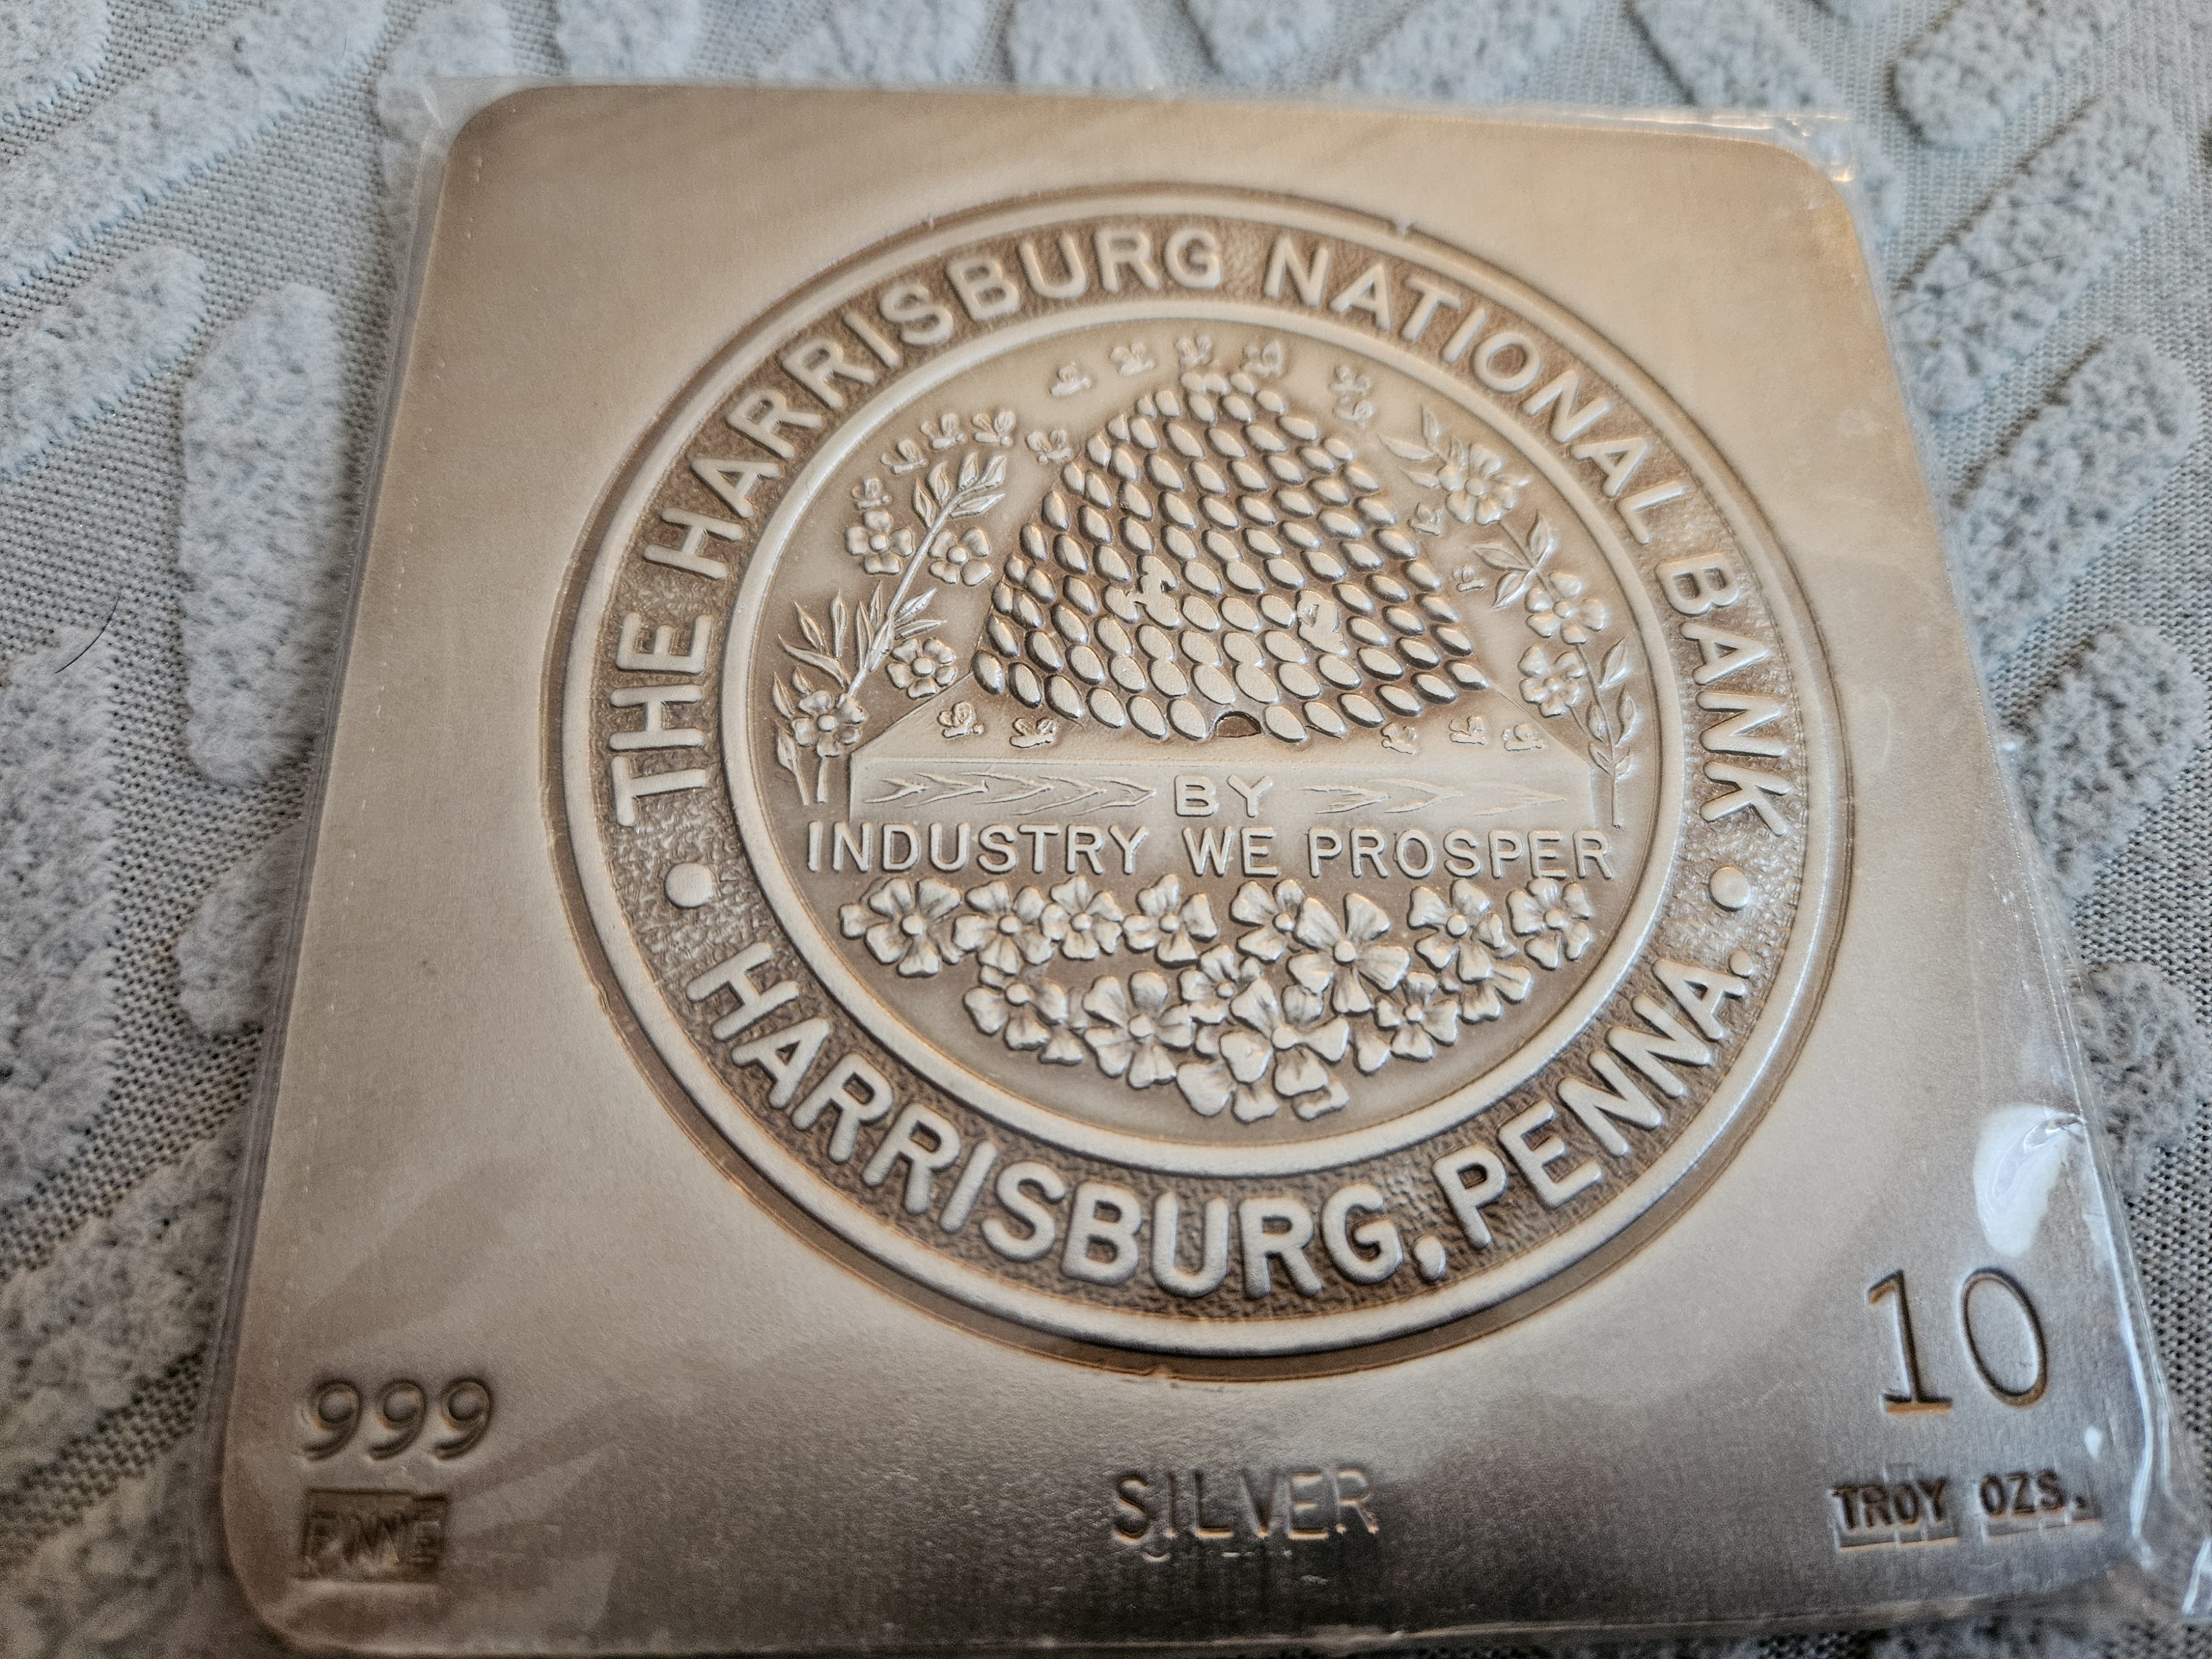 THE HARRISBURG NATIONAL BANK
BY
INDUSTRY WE PROSPER
• HARRISBURG, PENNA. •
999
FINE
SILVER
10
TROY OZS.